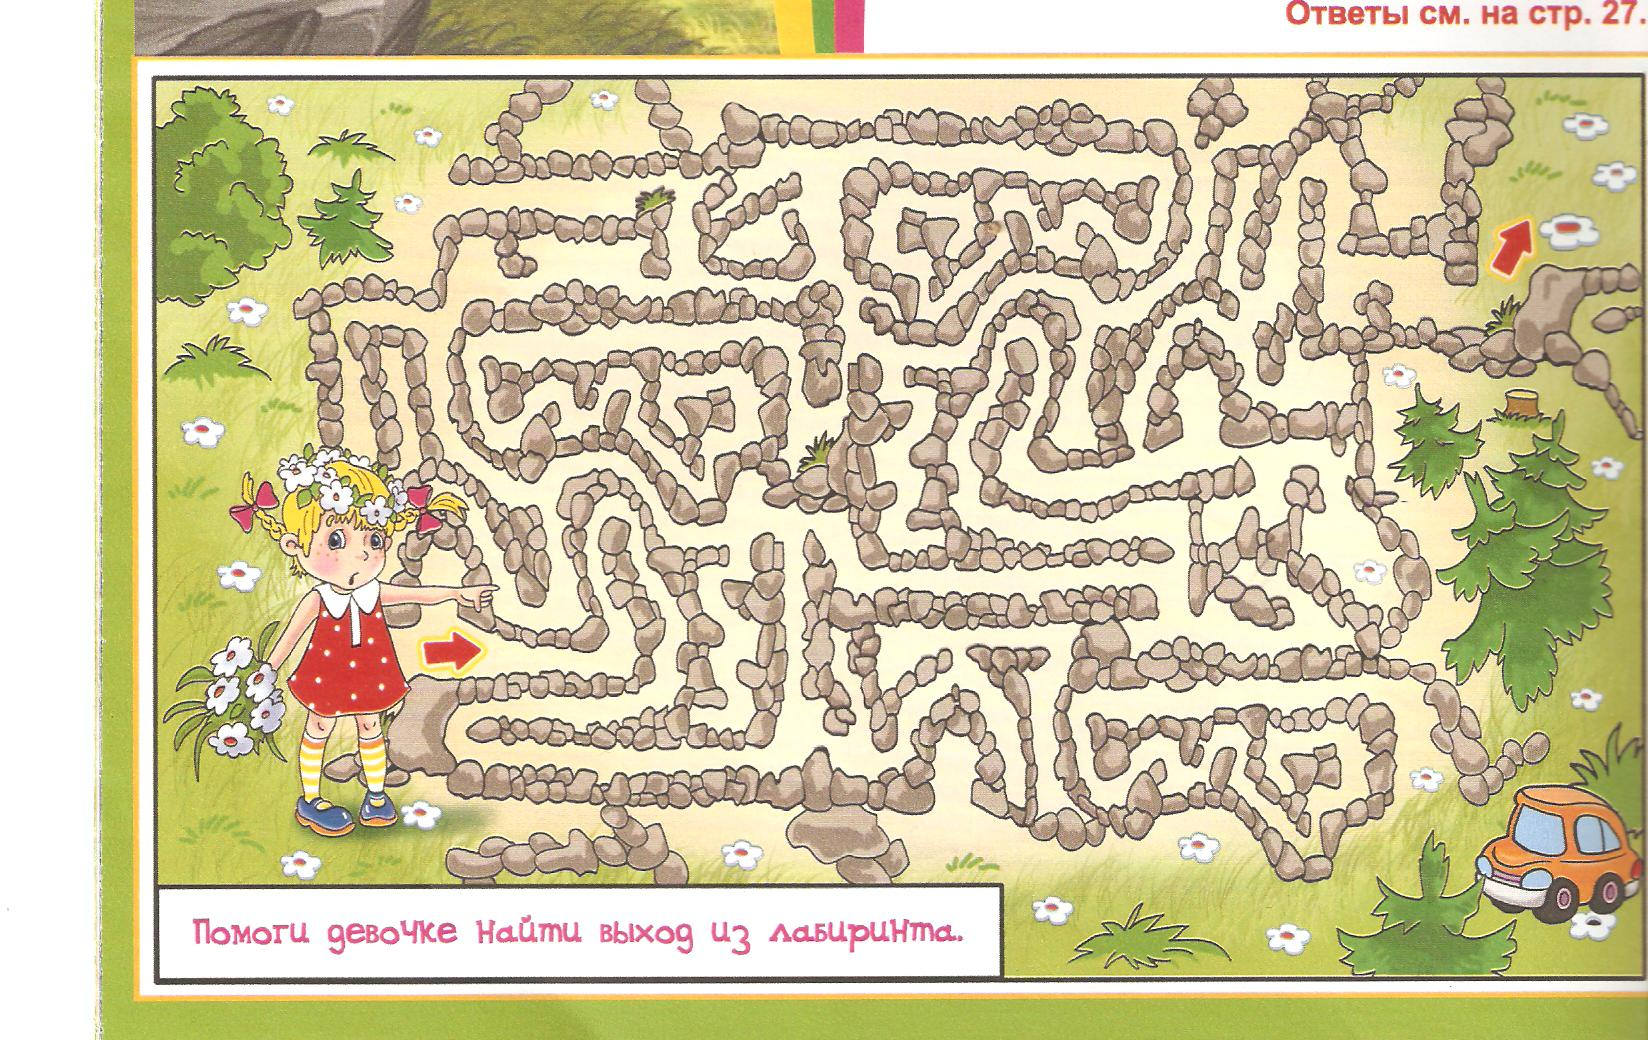 Ответы см. на стр. 27.
Помоги девочке найти выход из лабиринта.